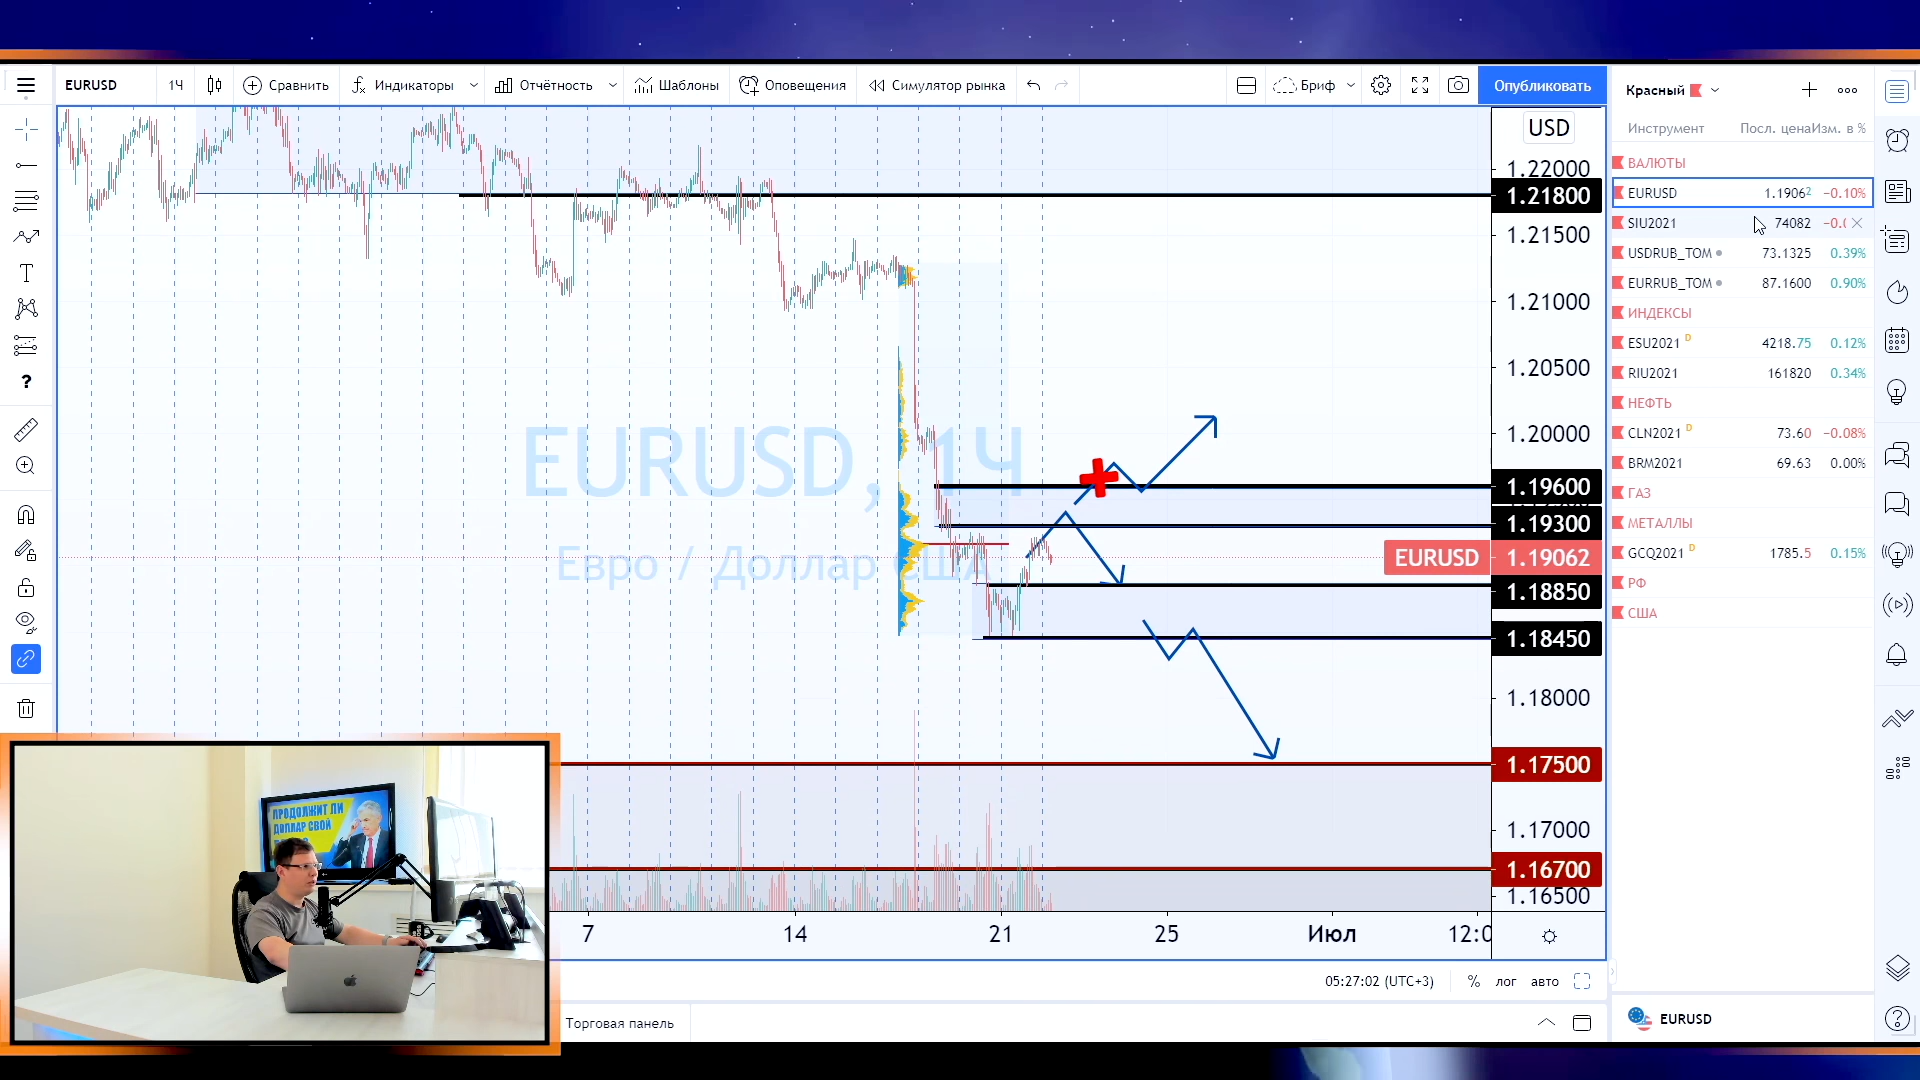 EURUSD 1Ч Сравнить Индикаторы Отчётность Шаблоны Оповещения Симулятор рынка Бриф Опубликовать
Красный
Инструмент Посл. цена Изм. в %
ВАЛЮТЫ
EURUSD 1.19062 −0.10%
SIU2021 74082 −0.(
USDRUB_TOM 73.1325 0.39%
EURRUB_TOM 87.1600 0.90%
ИНДЕКСЫ
ESU2021 D 4218.75 0.12%
RIU2021 161820 0.34%
НЕФТЬ
CLN2021 D 73.60 −0.08%
BRM2021 69.63 0.00%
ГАЗ
МЕТАЛЛЫ
GCQ2021 D 1785.5 0.15%
РФ
США
EURUSD
USD
1.22000
1.21800
1.21500
1.21000
1.20500
1.20000
1.19600
1.19300
EURUSD 1.19062
1.18850
1.18450
1.18000
1.17500
1.17000
1.16700
1.16500
EURUSD, 1Ч
Евро / Доллар США
7 14 21 25 Июл 12:0
05:27:02 (UTC+3) % лог авто
Торговая панель
ПРОДОЛЖИТ ЛИ
ДОЛЛАР СВОЙ